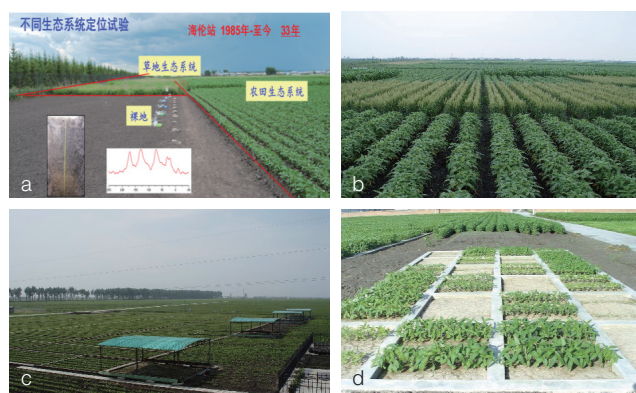 不同生态系统定位试验
海伦站 1985年-至今 33年
草地生态系统
农田生态系统
裸地
a
b
c
d